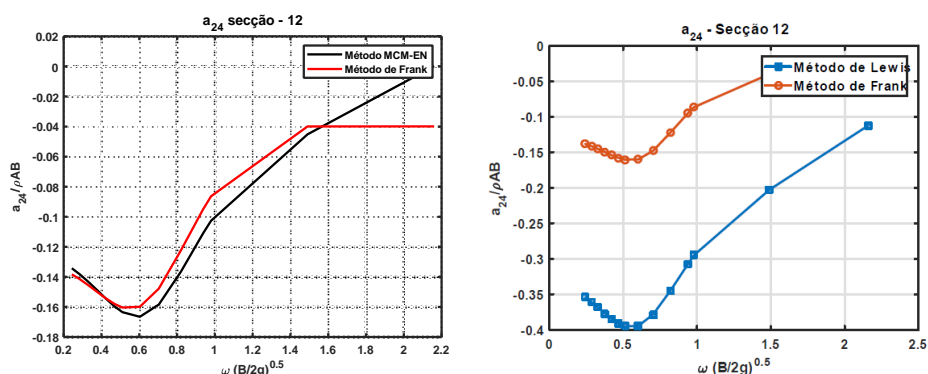 a24 secção - 12
0.02
0
-0.02
-0.04
-0.06
-0.08
-0.1
-0.12
-0.14
-0.16
-0.18
0.2 0.4 0.6 0.8 1 1.2 1.4 1.6 1.8 2 2.2
a24/ρAB
ω (B/2g)^0.5
Método MCM-EN
Método de Frank
a24 - Secção 12
0
-0.05
-0.1
-0.15
-0.2
-0.25
-0.3
-0.35
-0.4
0 0.5 1 1.5 2 2.5
a24/ρAB
ω (B/2g)^0.5
Método de Lewis
Método de Frank